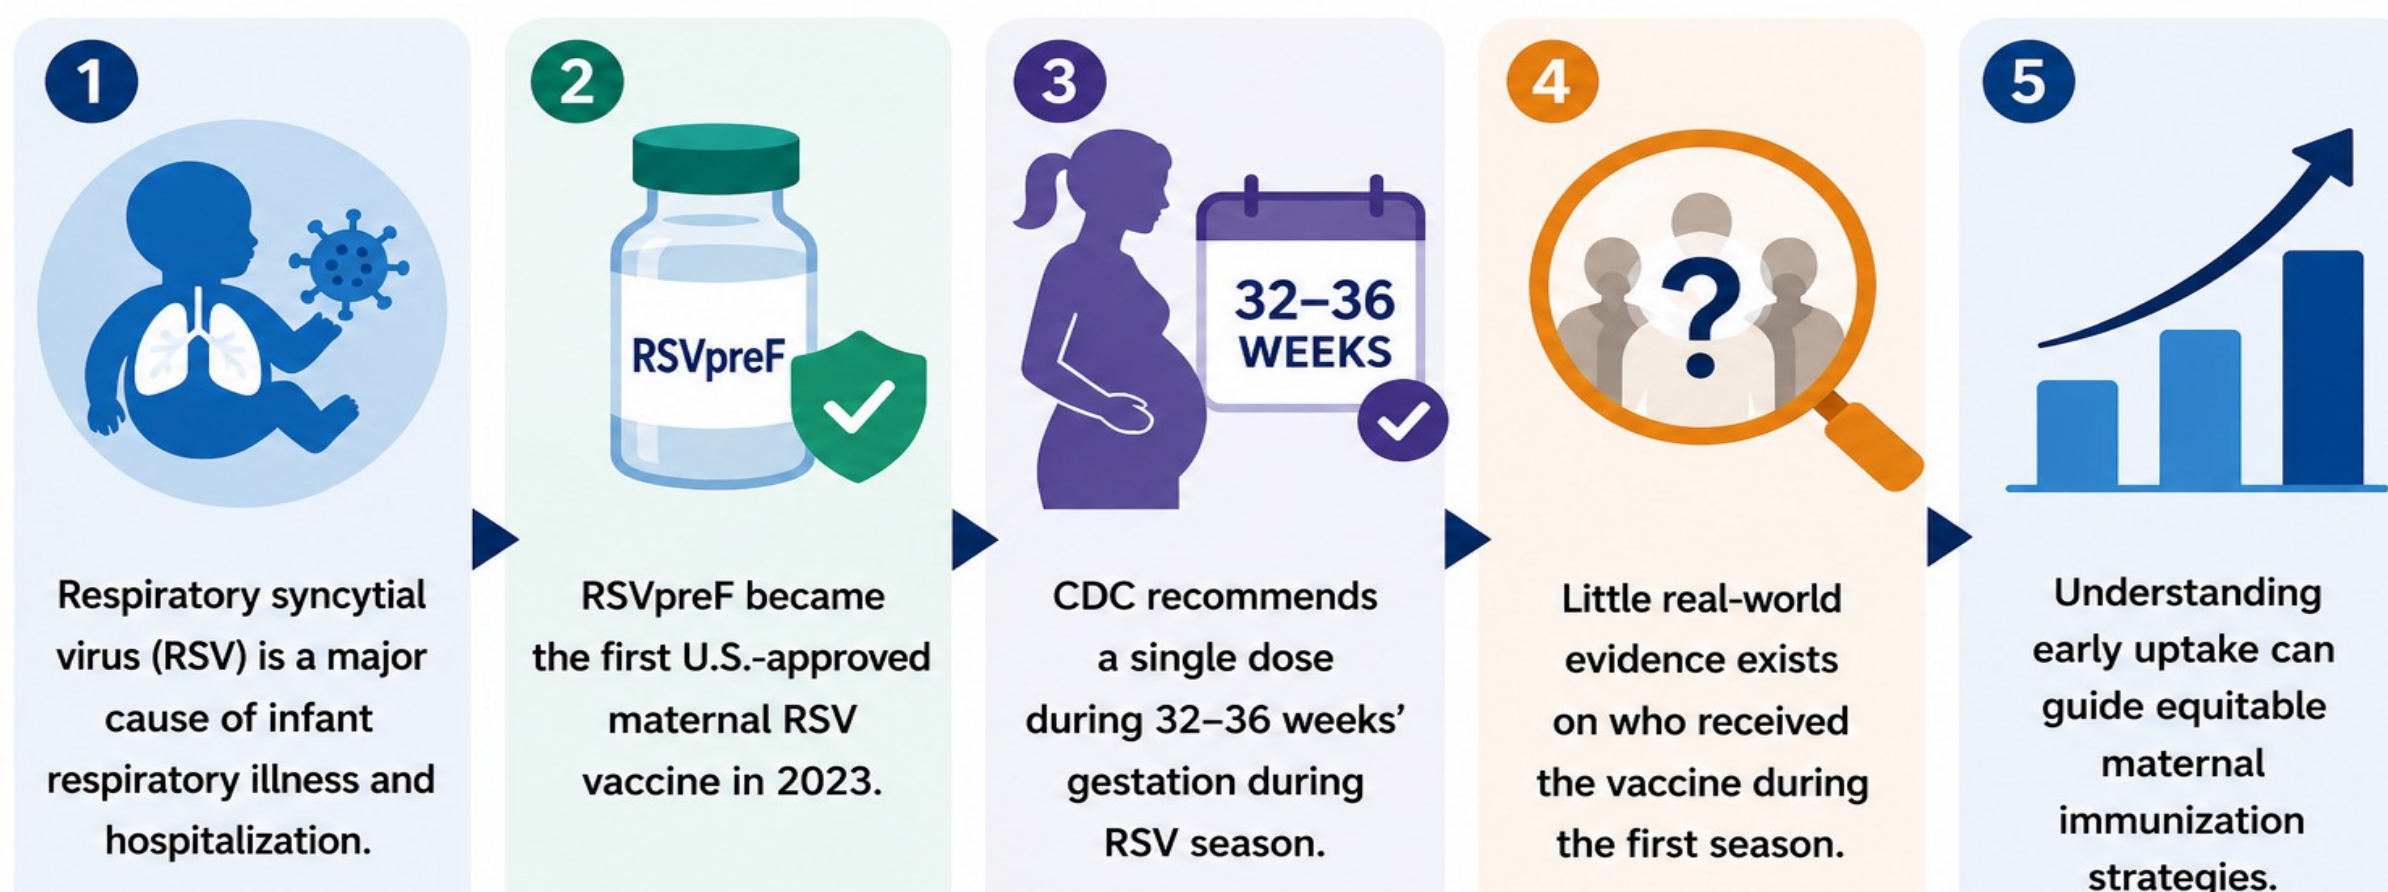 1
Respiratory syncytial
virus (RSV) is a major
cause of infant
respiratory illness and
hospitalization.
2
RSVpreF
RSVpreF became
the first U.S.-approved
maternal RSV
vaccine in 2023.
3
32–36
WEEKS
CDC recommends
a single dose
during 32–36 weeks’
gestation during
RSV season.
4
?
Little real-world
evidence exists
on who received
the vaccine during
the first season.
5
Understanding
early uptake can
guide equitable
maternal
immunization
strategies.